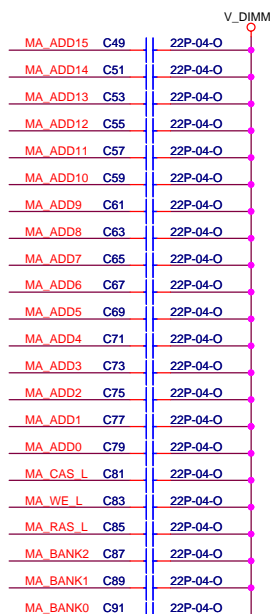 V_DIMM
MA_ADD15 C49 22P-04-O
MA_ADD14 C51 22P-04-O
MA_ADD13 C53 22P-04-O
MA_ADD12 C55 22P-04-O
MA_ADD11 C57 22P-04-O
MA_ADD10 C59 22P-04-O
MA_ADD9 C61 22P-04-O
MA_ADD8 C63 22P-04-O
MA_ADD7 C65 22P-04-O
MA_ADD6 C67 22P-04-O
MA_ADD5 C69 22P-04-O
MA_ADD4 C71 22P-04-O
MA_ADD3 C73 22P-04-O
MA_ADD2 C75 22P-04-O
MA_ADD1 C77 22P-04-O
MA_ADD0 C79 22P-04-O
MA_CAS_L C81 22P-04-O
MA_WE_L C83 22P-04-O
MA_RAS_L C85 22P-04-O
MA_BANK2 C87 22P-04-O
MA_BANK1 C89 22P-04-O
MA_BANK0 C91 22P-04-O